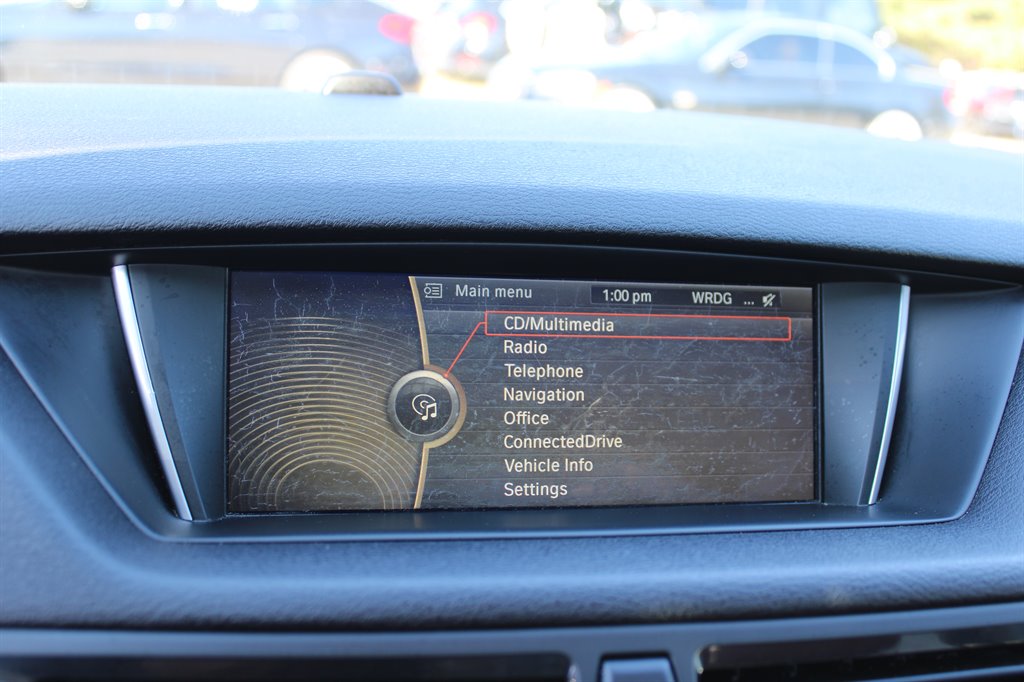 Main menu 1:00 pm WRDG ...
CD/Multimedia
Radio
Telephone
Navigation
Office
ConnectedDrive
Vehicle Info
Settings